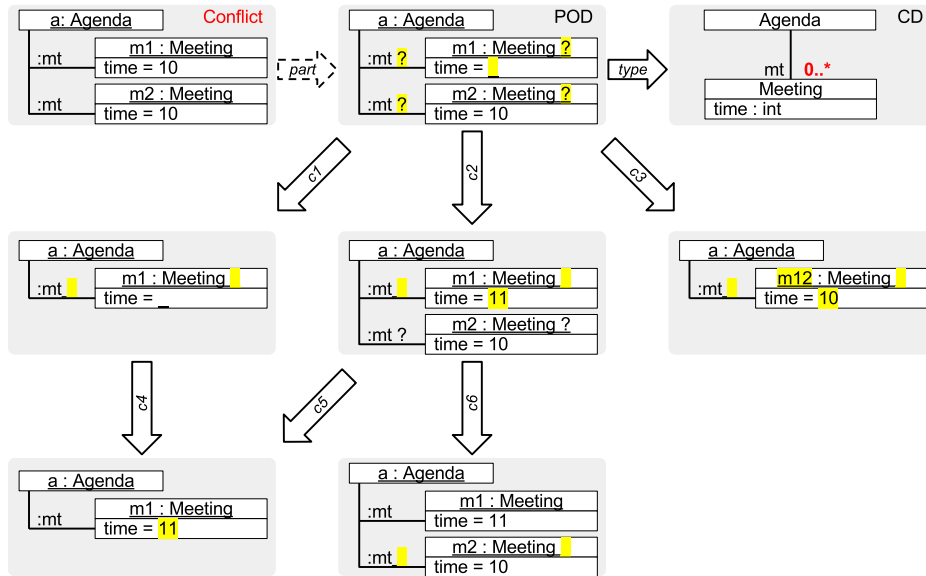 a : Agenda
Conflict
:mt
m1 : Meeting
time = 10
:mt
m2 : Meeting
time = 10
part
a : Agenda
POD
:mt ?
m1 : Meeting ?
time = _
:mt ?
m2 : Meeting ?
time = 10
type
Agenda
CD
mt
0..*
Meeting
time : int
c1
c2
c3
a : Agenda
:mt
m1 : Meeting
time = _
a : Agenda
:mt
m1 : Meeting
time = 11
:mt ?
m2 : Meeting ?
time = 10
a : Agenda
:mt
m12 : Meeting
time = 10
c4
c5
c6
a : Agenda
:mt
m1 : Meeting
time = 11
a : Agenda
:mt
m1 : Meeting
time = 11
:mt
m2 : Meeting
time = 10